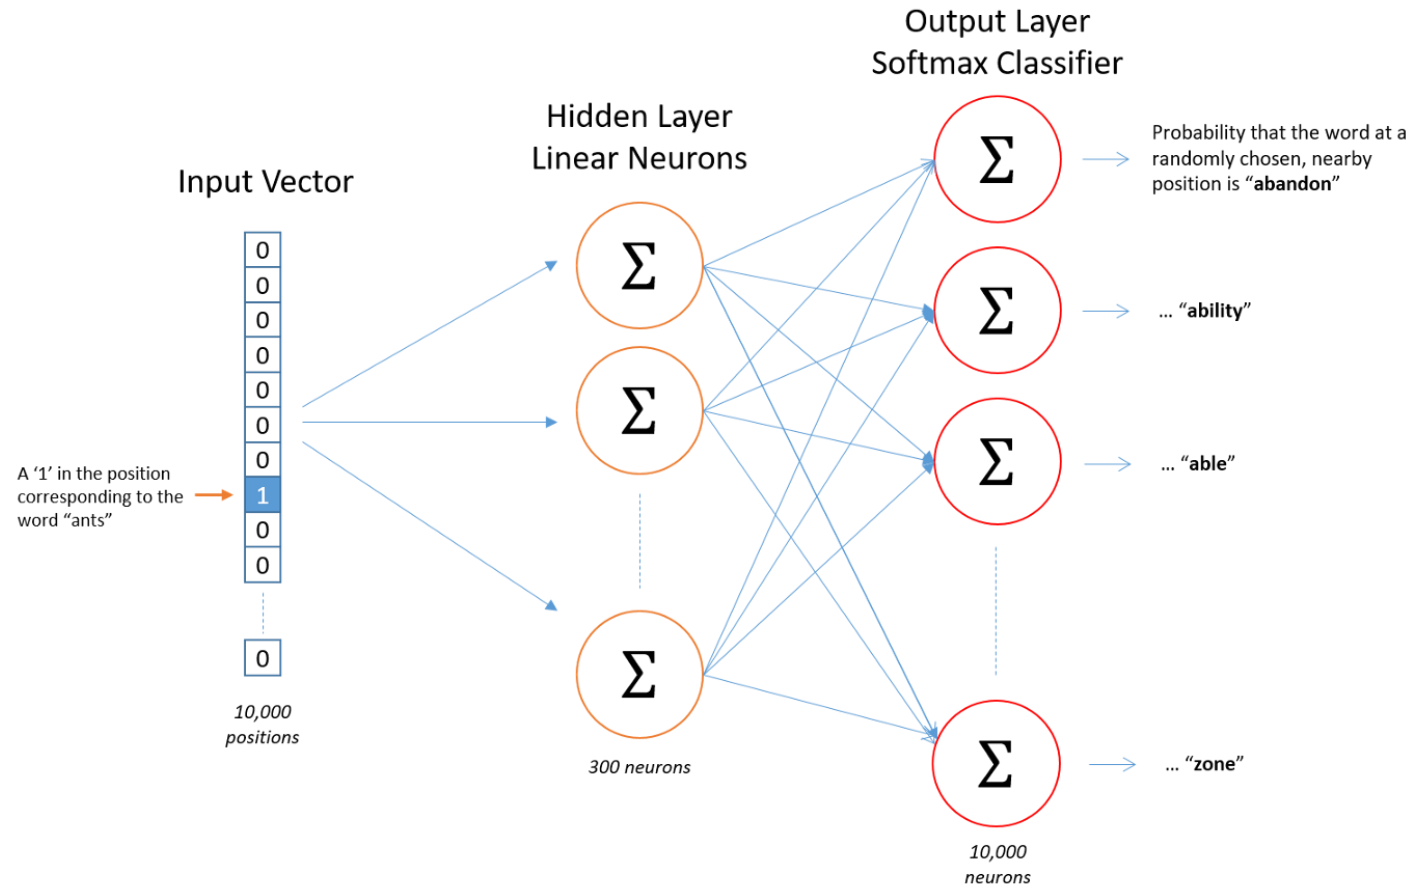 Output Layer
Softmax Classifier
Hidden Layer
Linear Neurons
Input Vector
0
0
0
0
0
0
0
1
0
0
0
A ‘1’ in the position
corresponding to the
word “ants”
10,000
positions
Σ
Σ
Σ
300 neurons
Σ
Σ
Σ
Σ
10,000
neurons
Probability that the word at a
randomly chosen, nearby
position is “abandon”
... “ability”
... “able”
... “zone”